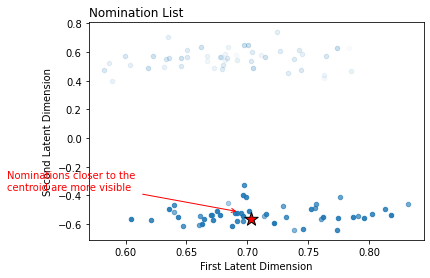 Nomination List
0.8
0.6
0.4
0.2
0.0
−0.2
−0.4
−0.6
Second Latent Dimension
Nominations closer to the
centroid are more visible
0.60
0.65
0.70
0.75
0.80
First Latent Dimension